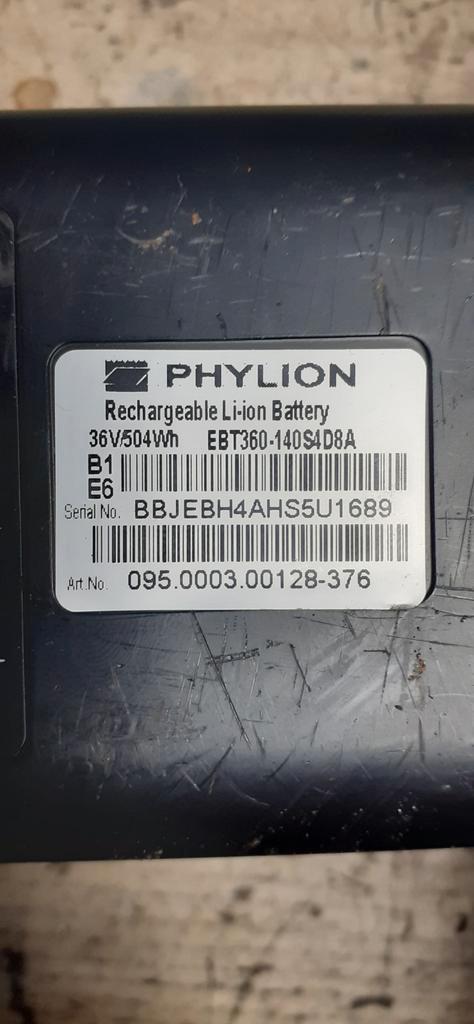 PHYLION
Rechargeable Li-ion Battery
36V/504Wh EBT360-140S4D8A
B1
E6
Serial No. BBJEBH4AHS5U1689
Art.No. 095.0003.00128-376